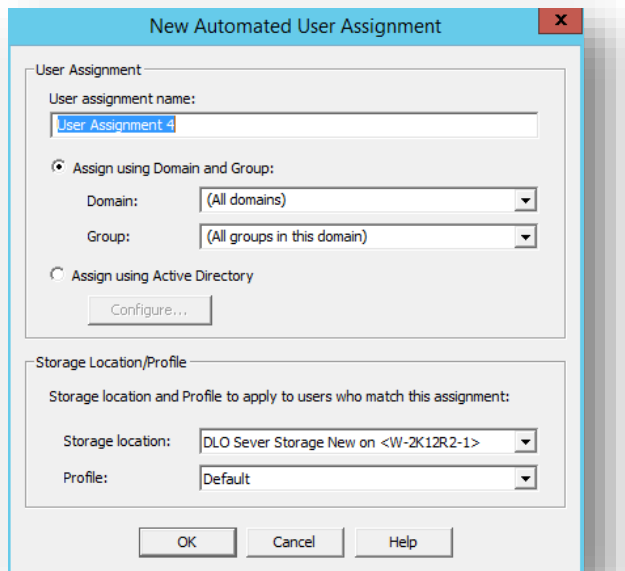 New Automated User Assignment
x
User Assignment
User assignment name:
User Assignment 4
Assign using Domain and Group:
Domain: (All domains)
Group: (All groups in this domain)
Assign using Active Directory
Configure...
Storage Location/Profile
Storage location and Profile to apply to users who match this assignment:
Storage location: DLO Sever Storage New on <W-2K12R2-1>
Profile: Default
OK Cancel Help